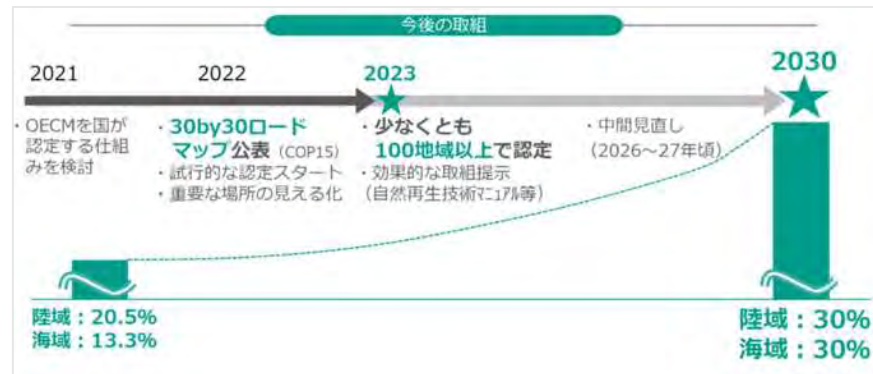 今後の取組
2021
2022
2023
2030
・OECMを国が
認定する仕組
みを検討
・30by30ロード
マップ公表 (COP15)
・試行的な認定スタート
・重要な場所の見える化
・少なくとも
100地域以上で認定
・効果的な取組提示
(自然再生技術マニュアル等)
・中間見直し
(2026~27年頃)
陸域:20.5%
海域:13.3%
陸域:30%
海域:30%